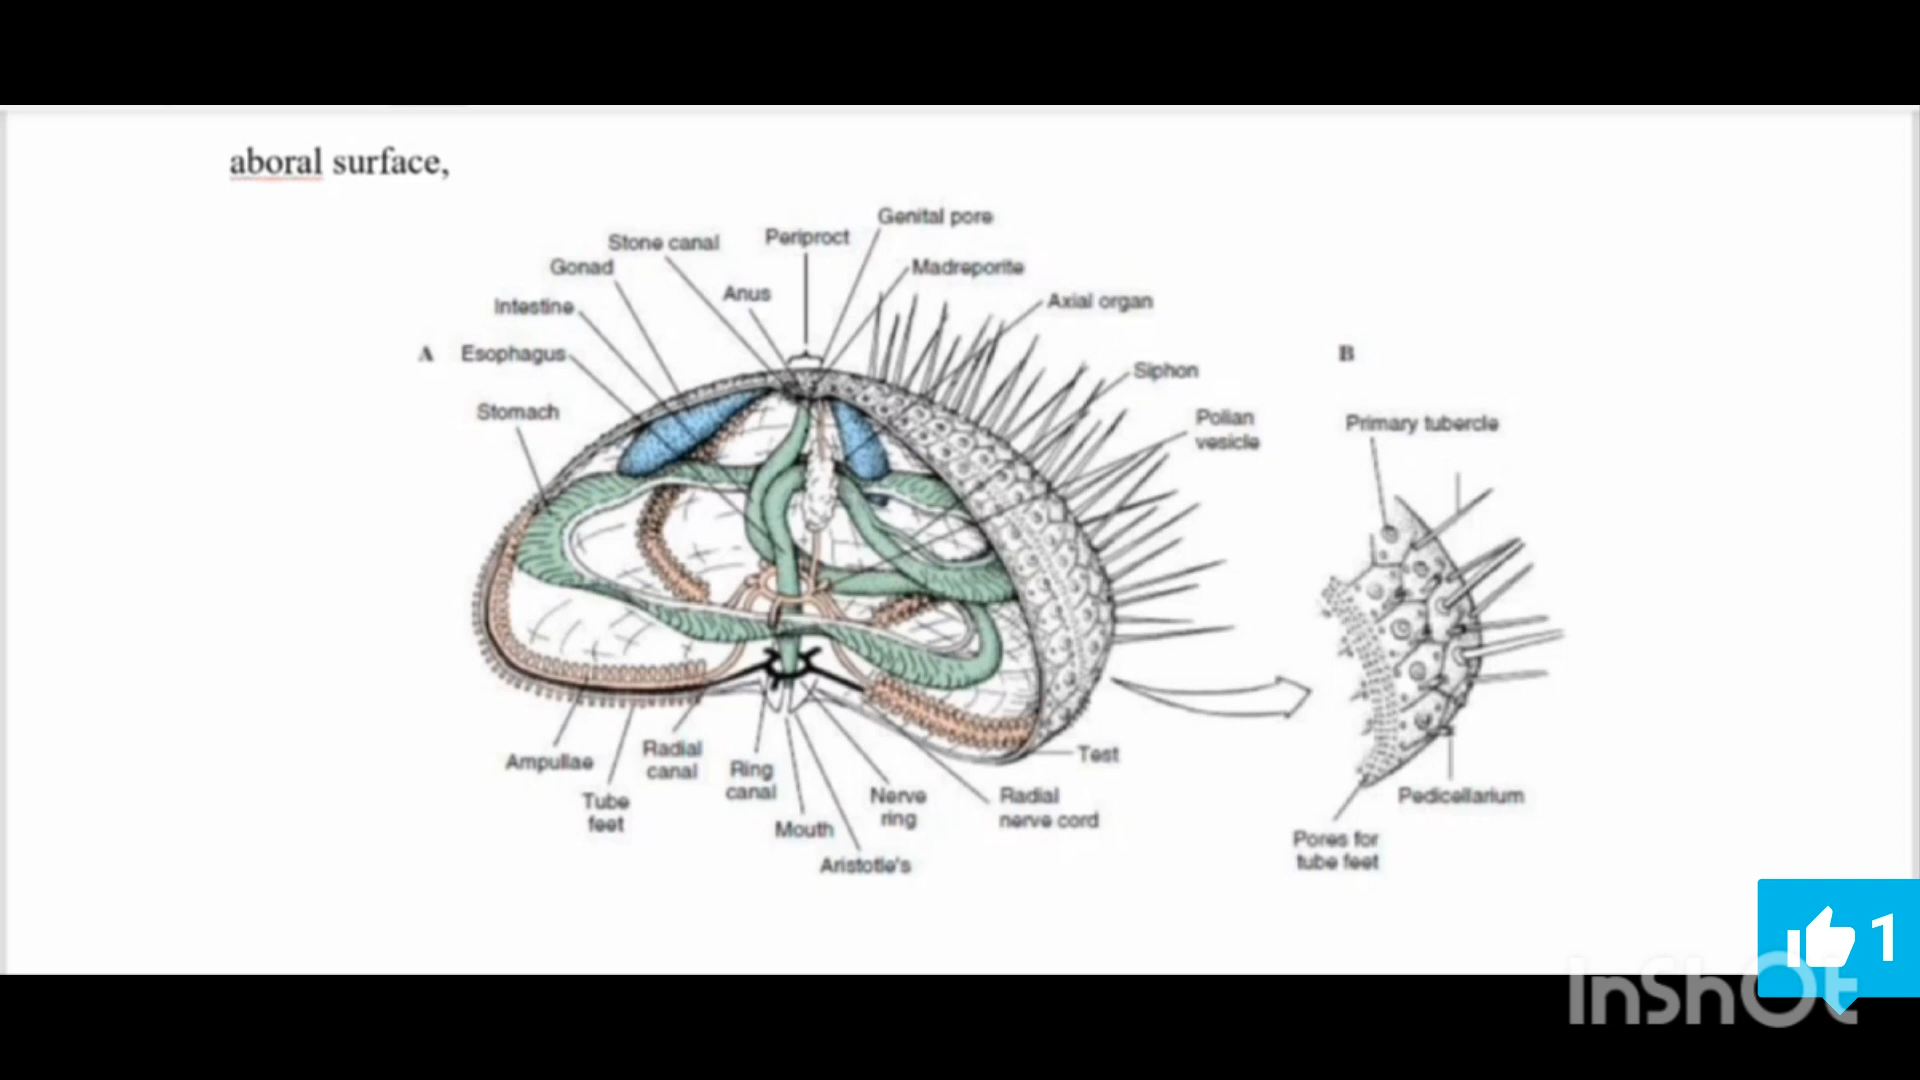 aboral surface,
Genital pore
Periproct
Stone canal
Gonad
Madreporite
Anus
Axial organ
Intestine
A
Esophagus
B
Siphon
Stomach
Polian
vesicle
Primary tubercle
Ampullae
Radial
canal
Ring
canal
Tube
feet
Mouth
Aristotle's
Nerve
ring
Radial
nerve cord
Test
Pedicellarium
Pores for
tube feet
1
InShOt